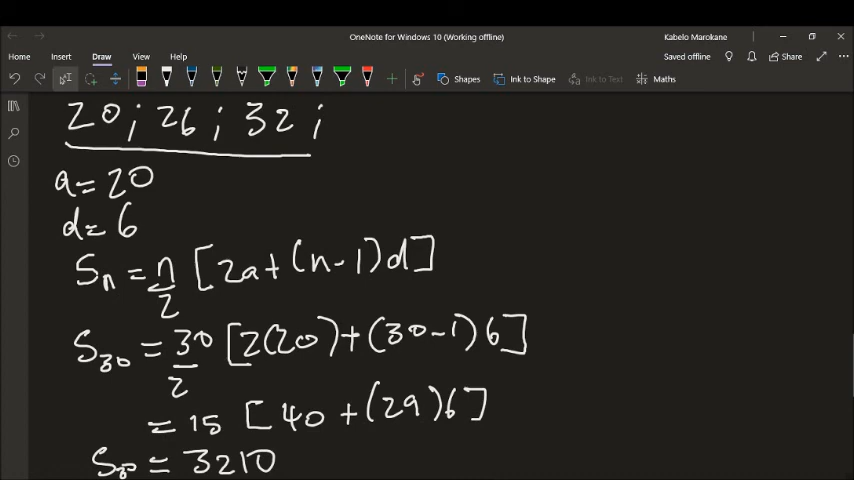 OneNote for Windows 10 (Working offline)
Kabelo Marokane
Home Insert Draw View Help
Saved offline
Share
Shapes
Ink to Shape
Ink to Text
Maths
20; 26; 32;
a = 20
d = 6
Sn = n/2 [2a + (n-1)d]
S30 = 30/2 [2(20) + (30-1)6]
= 15 [40 + (29)6]
S30 = 3210